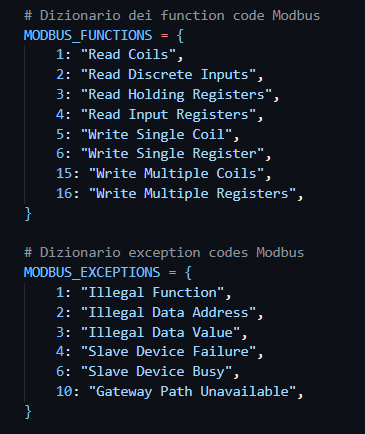 # Dizionario dei function code Modbus
MODBUS_FUNCTIONS = {
    1: "Read Coils",
    2: "Read Discrete Inputs",
    3: "Read Holding Registers",
    4: "Read Input Registers",
    5: "Write Single Coil",
    6: "Write Single Register",
    15: "Write Multiple Coils",
    16: "Write Multiple Registers",
}

# Dizionario exception codes Modbus
MODBUS_EXCEPTIONS = {
    1: "Illegal Function",
    2: "Illegal Data Address",
    3: "Illegal Data Value",
    4: "Slave Device Failure",
    6: "Slave Device Busy",
    10: "Gateway Path Unavailable",
}